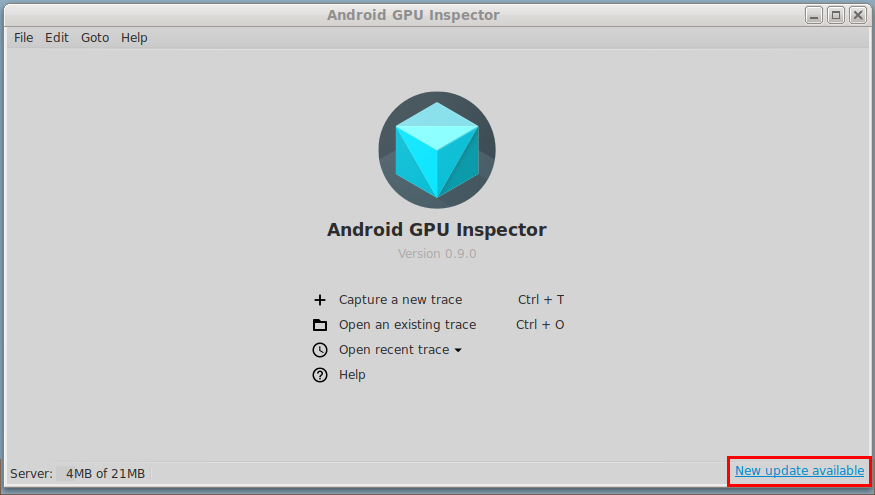 Android GPU Inspector
File Edit Goto Help
Android GPU Inspector
Version 0.9.0
Capture a new trace Ctrl + T
Open an existing trace Ctrl + O
Open recent trace
Help
Server: 4MB of 21MB New update available